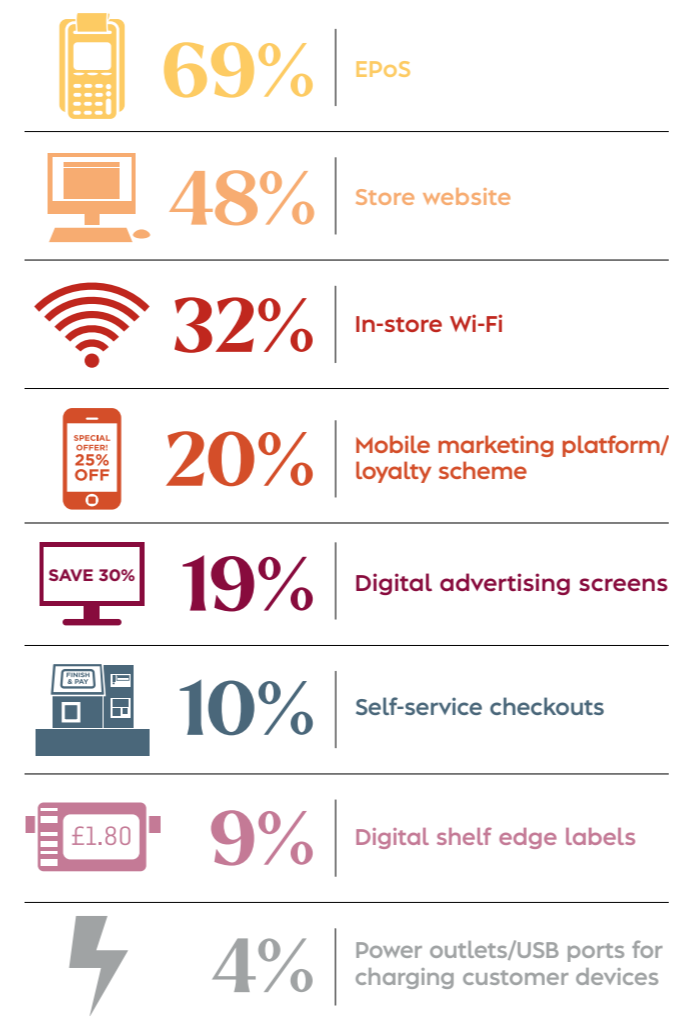 69%
EPoS
48%
Store website
32%
In-store Wi-Fi
SPECIAL
OFFER!
25%
OFF
20%
Mobile marketing platform/
loyalty scheme
SAVE 30%
19%
Digital advertising screens
FINISH
& PAY
10%
Self-service checkouts
£1.80
9%
Digital shelf edge labels
4%
Power outlets/USB ports for
charging customer devices